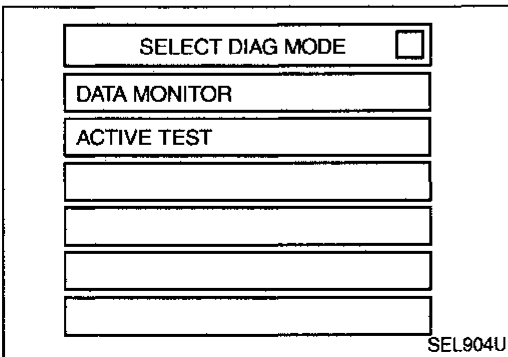 SELECT DIAG MODE
DATA MONITOR
ACTIVE TEST
SEL904U